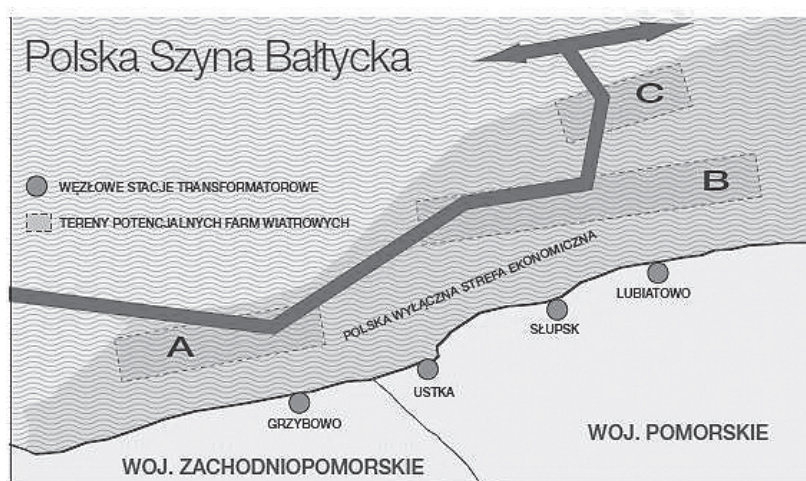 Polska Szyna Bałtycka
C
WĘZŁOWE STACJE TRANSFORMATOROWE
B
TERENY POTENCJALNYCH FARM WIATROWYCH
POLSKA WYŁĄCZNA STREFA EKONOMICZNA
LUBIATOWO
SŁUPSK
A
USTKA
GRZYBOWO
WOJ. POMORSKIE
WOJ. ZACHODNIOPOMORSKIE